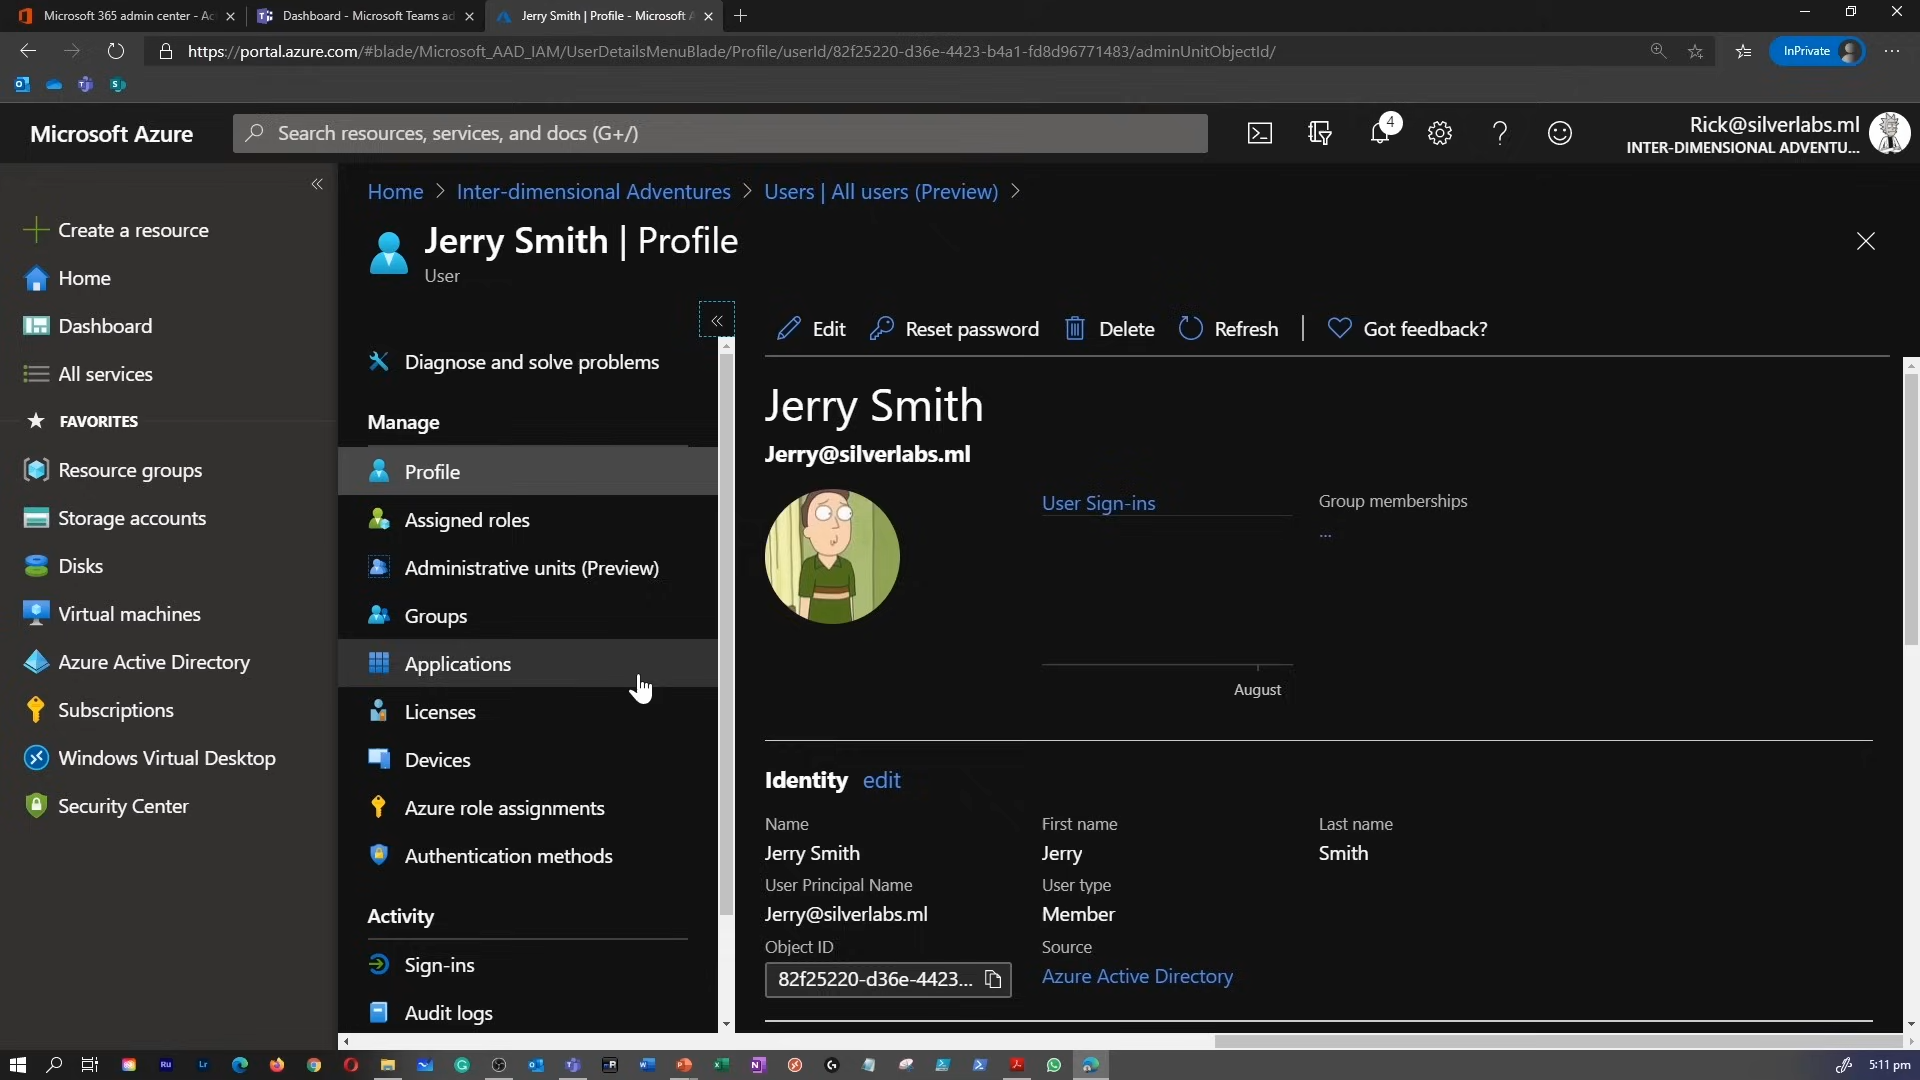 Microsoft 365 admin center - Ac
Dashboard - Microsoft Teams ad
Jerry Smith | Profile - Microsoft A
https://portal.azure.com/#blade/Microsoft_AAD_IAM/UserDetailsMenuBlade/Profile/userId/82f25220-d36e-4423-b4a1-fd8d96771483/adminUnitObjectId/
InPrivate
Microsoft Azure
Search resources, services, and docs (G+/)
4
Rick@silverlabs.ml
INTER-DIMENSIONAL ADVENTU...
Create a resource
Home
Dashboard
All services
FAVORITES
Resource groups
Storage accounts
Disks
Virtual machines
Azure Active Directory
Subscriptions
Windows Virtual Desktop
Security Center
Home > Inter-dimensional Adventures > Users | All users (Preview) >
Jerry Smith | Profile
User
Diagnose and solve problems
Manage
Profile
Assigned roles
Administrative units (Preview)
Groups
Applications
Licenses
Devices
Azure role assignments
Authentication methods
Activity
Sign-ins
Audit logs
Edit
Reset password
Delete
Refresh
Got feedback?
Jerry Smith
Jerry@silverlabs.ml
User Sign-ins
Group memberships
...
August
Identity edit
Name
Jerry Smith
First name
Jerry
Last name
Smith
User Principal Name
Jerry@silverlabs.ml
User type
Member
Object ID
82f25220-d36e-4423...
Source
Azure Active Directory
5:11 pm